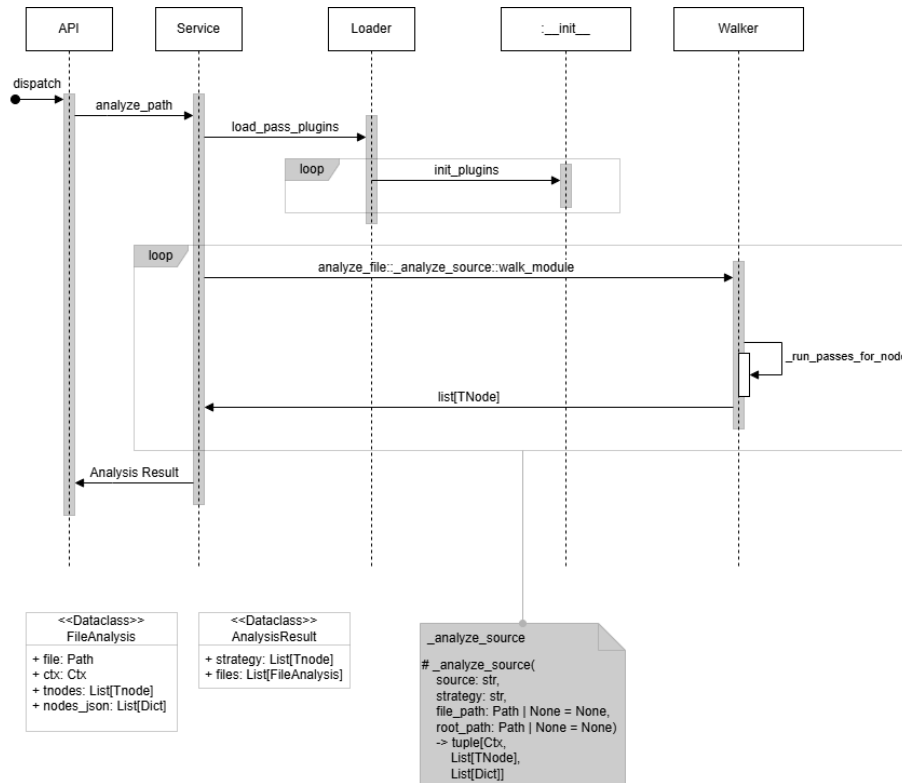 API
Service
Loader
:__init__
Walker
dispatch
analyze_path
load_pass_plugins
loop
init_plugins
loop
analyze_file::_analyze_source::walk_module
_run_passes_for_node
list[TNode]
Analysis Result
<<Dataclass>>
FileAnalysis
+ file: Path
+ ctx: Ctx
+ tnodes: List[Tnode]
+ nodes_json: List[Dict]
<<Dataclass>>
AnalysisResult
+ strategy: List[Tnode]
+ files: List[FileAnalysis]
_analyze_source
# _analyze_source(
source: str,
strategy: str,
file_path: Path | None = None,
root_path: Path | None = None)
-> tuple[Ctx,
List[TNode],
List[Dict]]